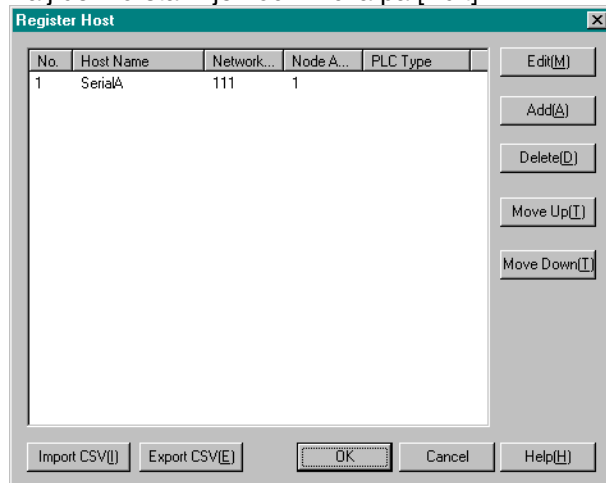 Register Host
No. Host Name Network... Node A... PLC Type
1 SerialA 111 1
Edit(M)
Add(A)
Delete(D)
Move Up(T)
Move Down(T)
Import CSV(I) Export CSV(E) OK Cancel Help(H)